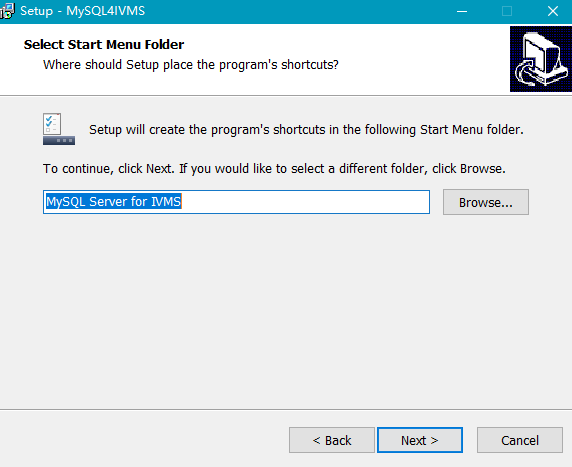 Setup - MySQL4IVMS
Select Start Menu Folder
Where should Setup place the program's shortcuts?
Setup will create the program's shortcuts in the following Start Menu folder.
To continue, click Next. If you would like to select a different folder, click Browse.
MySQL Server for IVMS
Browse...
< Back
Next >
Cancel